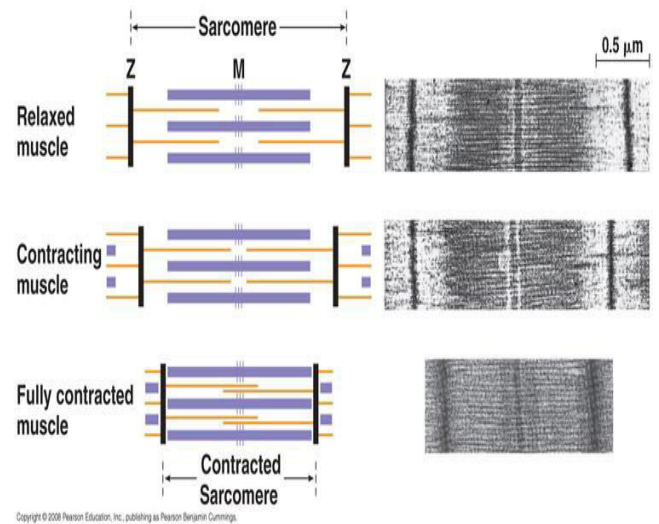 Sarcomere
0.5 μm
Z M Z
Relaxed
muscle
Contracting
muscle
Fully contracted
muscle
Contracted
Sarcomere
Copyright © 2008 Pearson Education, Inc., publishing as Pearson Benjamin Cummings.